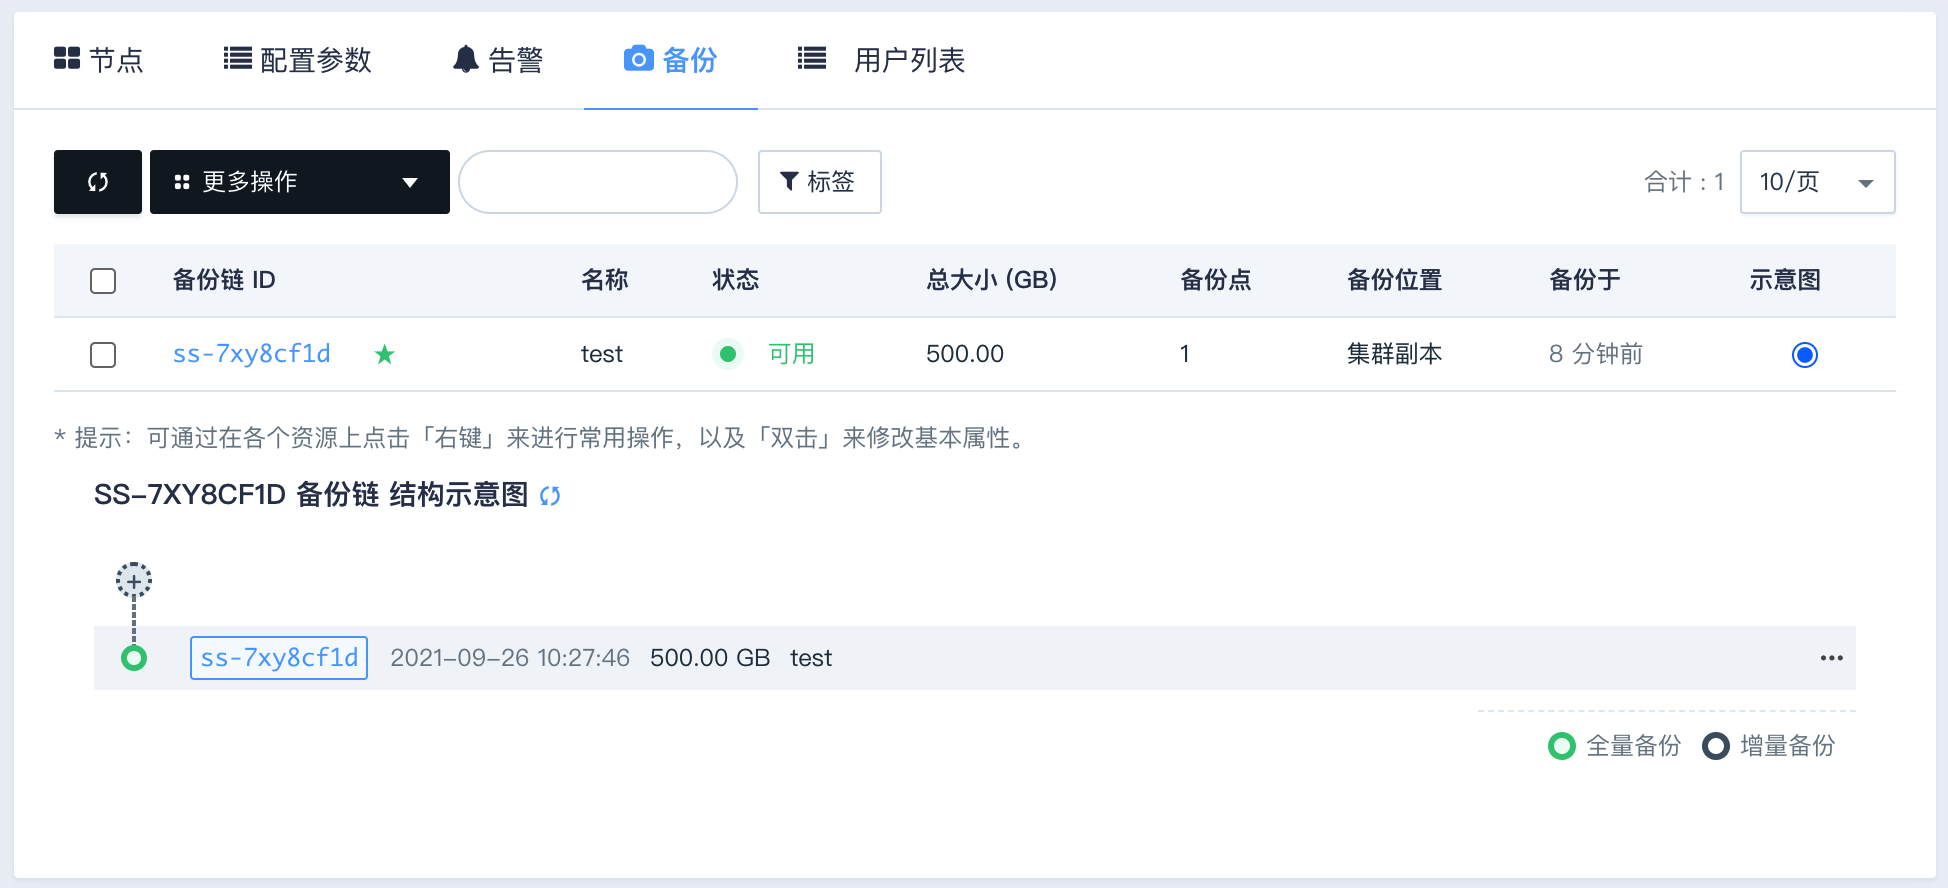 节点 配置参数 告警 备份 用户列表
更多操作 标签 合计：1 10/页
备份链 ID 名称 状态 总大小 (GB) 备份点 备份位置 备份于 示意图
ss-7xy8cf1d test 可用 500.00 1 集群副本 8 分钟前
* 提示：可通过在各个资源上点击「右键」来进行常用操作，以及「双击」来修改基本属性。
SS-7XY8CF1D 备份链 结构示意图
ss-7xy8cf1d 2021-09-26 10:27:46 500.00 GB test
全量备份 增量备份